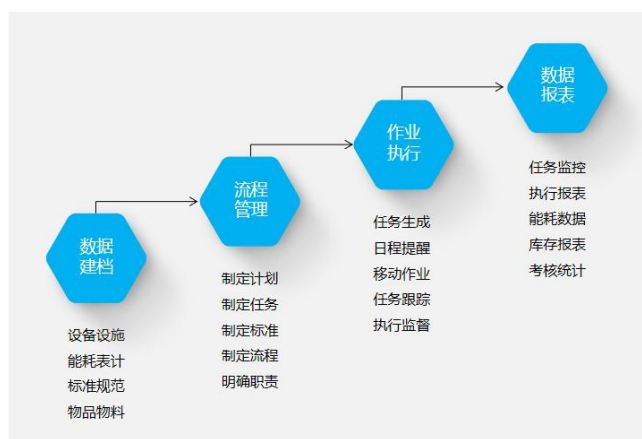 数据
建档
设备设施
能耗表计
标准规范
物品物料
流程
管理
制定计划
制定任务
制定标准
制定流程
明确职责
作业
执行
任务生成
日程提醒
移动作业
任务跟踪
执行监督
数据
报表
任务监控
执行报表
能耗数据
库存报表
考核统计